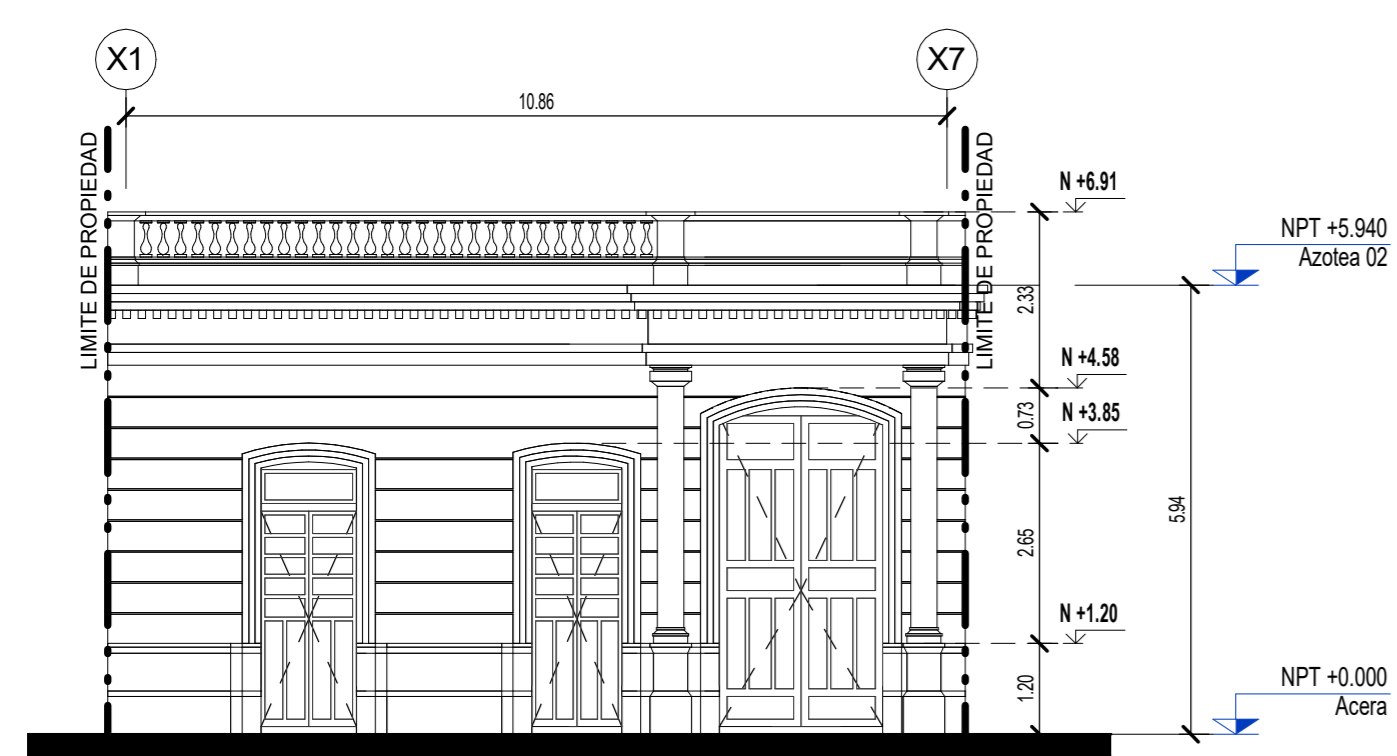 X1
X7
10.86
LIMITE DE PROPIEDAD
LIMITE DE PROPIEDAD
N +6.91
NPT +5.940
Azotea 02
2.33
N +4.58
0.73
N +3.85
5.94
2.65
N +1.20
1.20
NPT +0.000
Acera